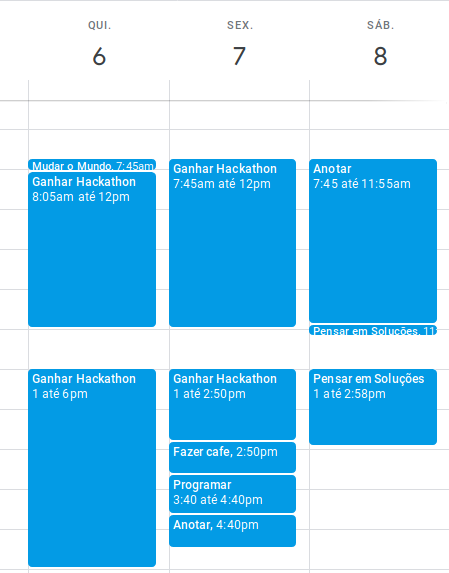 QUI.
6
SEX.
7
SÁB.
8
Mudar o Mundo, 7:45am
Ganhar Hackathon
8:05am até 12pm
Ganhar Hackathon
1 até 6pm
Ganhar Hackathon
7:45am até 12pm
Ganhar Hackathon
1 até 2:50pm
Fazer cafe, 2:50pm
Programar
3:40 até 4:40pm
Anotar, 4:40pm
Anotar
7:45 até 11:55am
Pensar em Soluções, 11
Pensar em Soluções
1 até 2:58pm